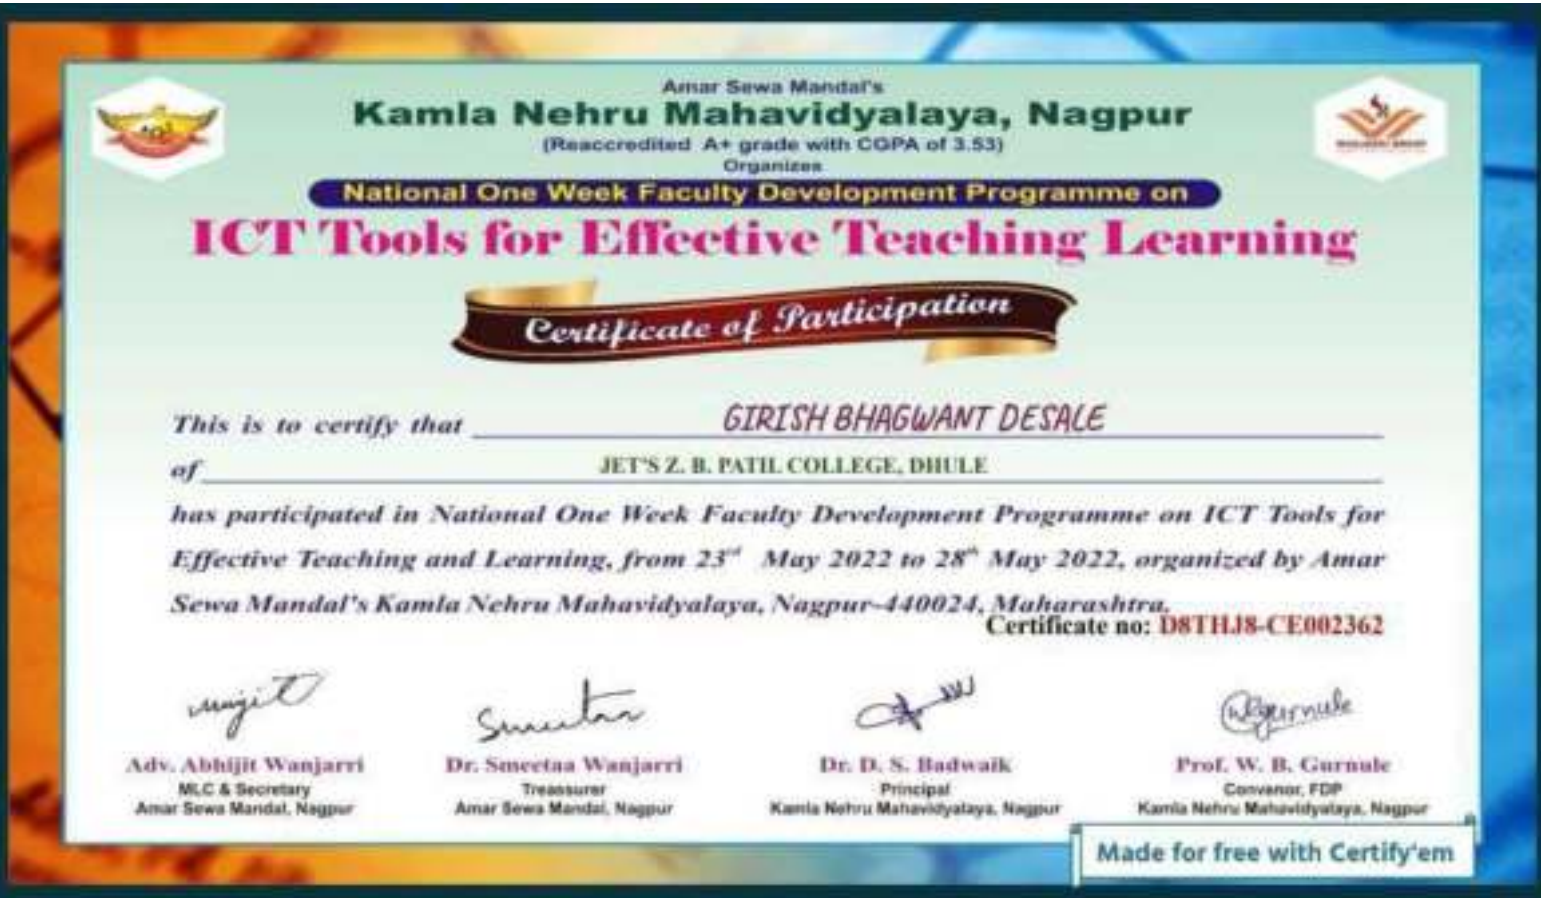 Amar Sewa Mandal's
Kamla Nehru Mahavidyalaya, Nagpur
(Reaccredited A+ grade with CGPA of 3.53)
Organizes
National One Week Faculty Development Programme on
ICT Tools for Effective Teaching Learning
Certificate of Participation
This is to certify that GIRISH BHAGWANT DESALE
of JET'S Z. B. PATIL COLLEGE, DHULE
has participated in National One Week Faculty Development Programme on ICT Tools for
Effective Teaching and Learning, from 23rd May 2022 to 28th May 2022, organized by Amar
Sewa Mandal's Kamla Nehru Mahavidyalaya, Nagpur-440024, Maharashtra.
Certificate no: D8THJ8-CE002362
Adv. Abhijit Wanjarri Dr. Smeetaa Wanjarri Dr. D. S. Badwaik Prof. W. B. Gurnule
MLC & Secretary Treassurer Principal Convenor, FDP
Amar Sewa Mandal, Nagpur Amar Sewa Mandal, Nagpur Kamla Nehru Mahavidyalaya, Nagpur Kamla Nehru Mahavidyalaya, Nagpur
Made for free with Certify'em